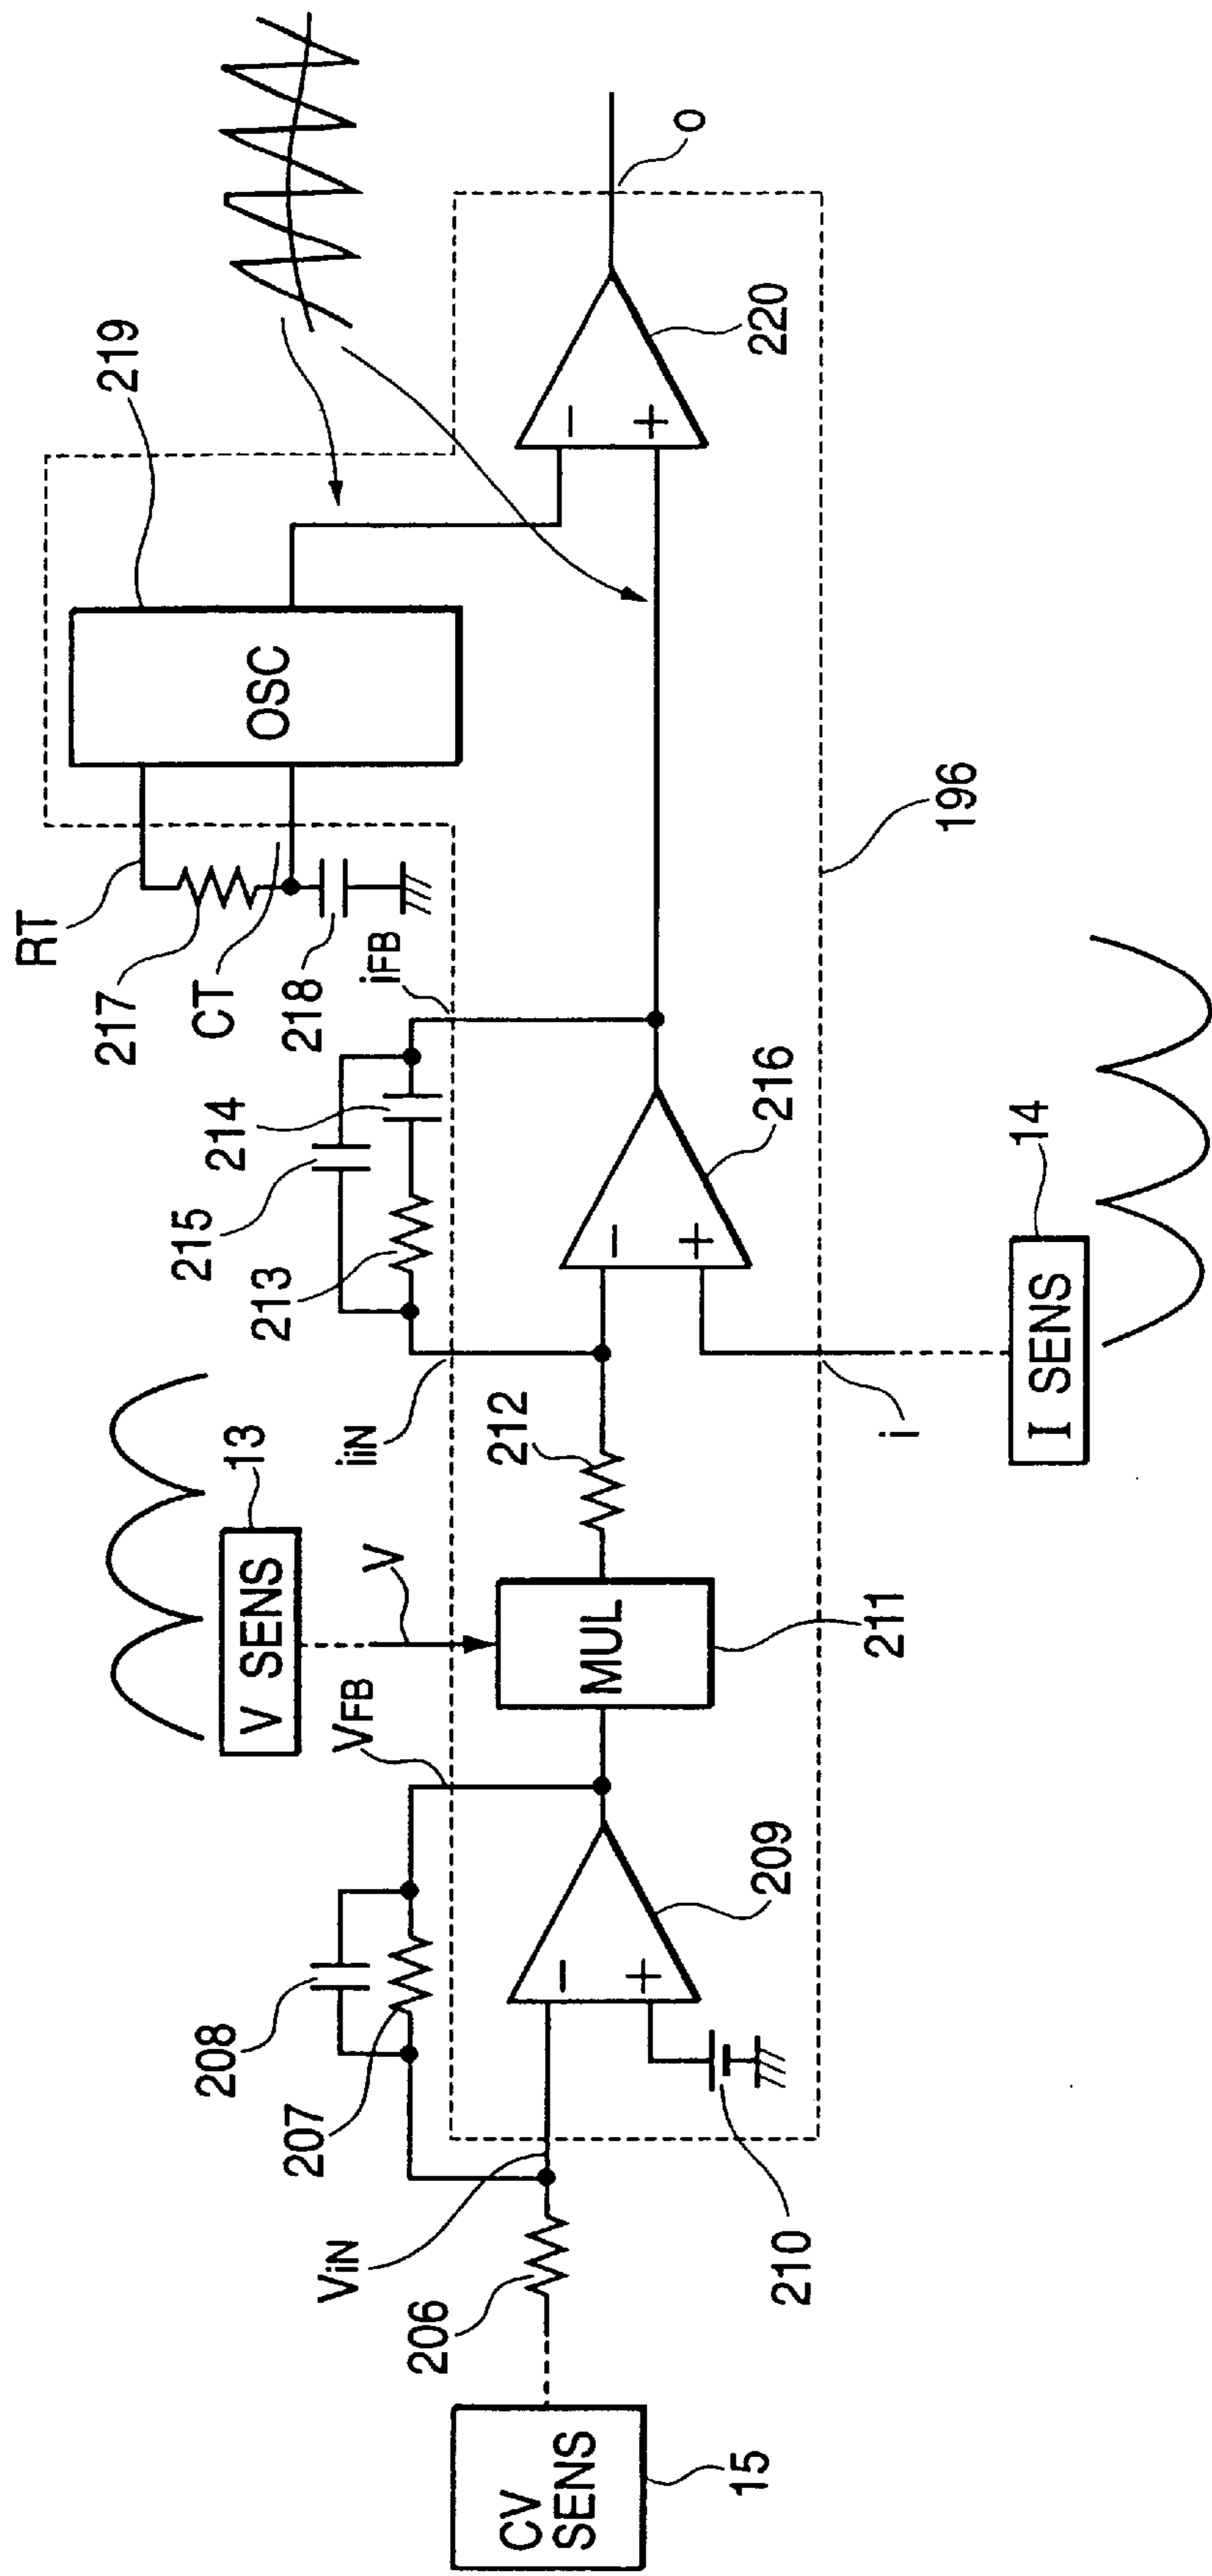 CV
SENS
15
206
ViN
207
208
VFB
210
209
−
+
V SENS
13
V
MUL
211
212
iiN
213
215
214
iFB
−
+
216
i
I SENS
14
196
RT
217
CT
218
OSC
219
−
+
220
o